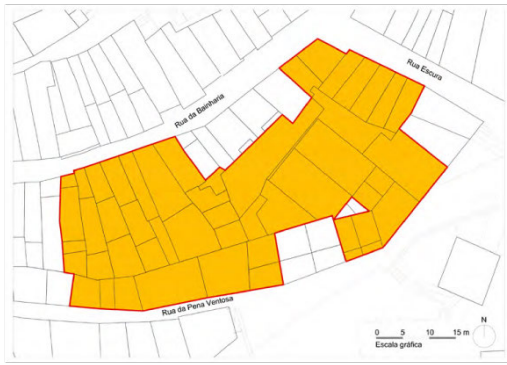 Rua Escura
Rua da Bainharia
Rua da Pena Ventosa
N
0 5 10 15 m
Escala gráfica